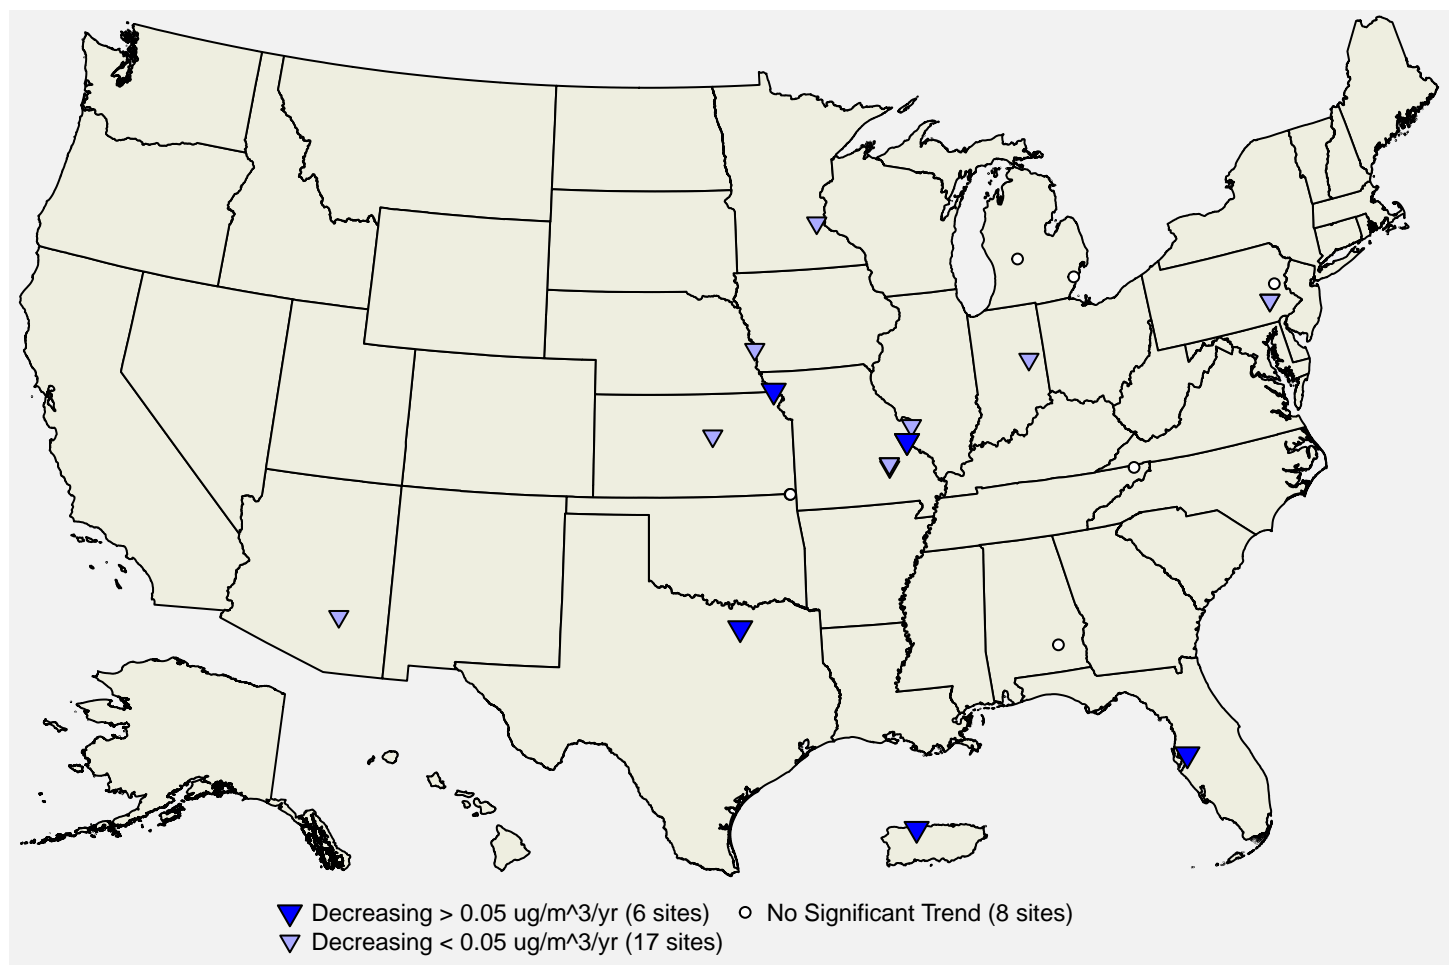 Decreasing > 0.05 ug/m^3/yr (6 sites) No Significant Trend (8 sites)
Decreasing < 0.05 ug/m^3/yr (17 sites)